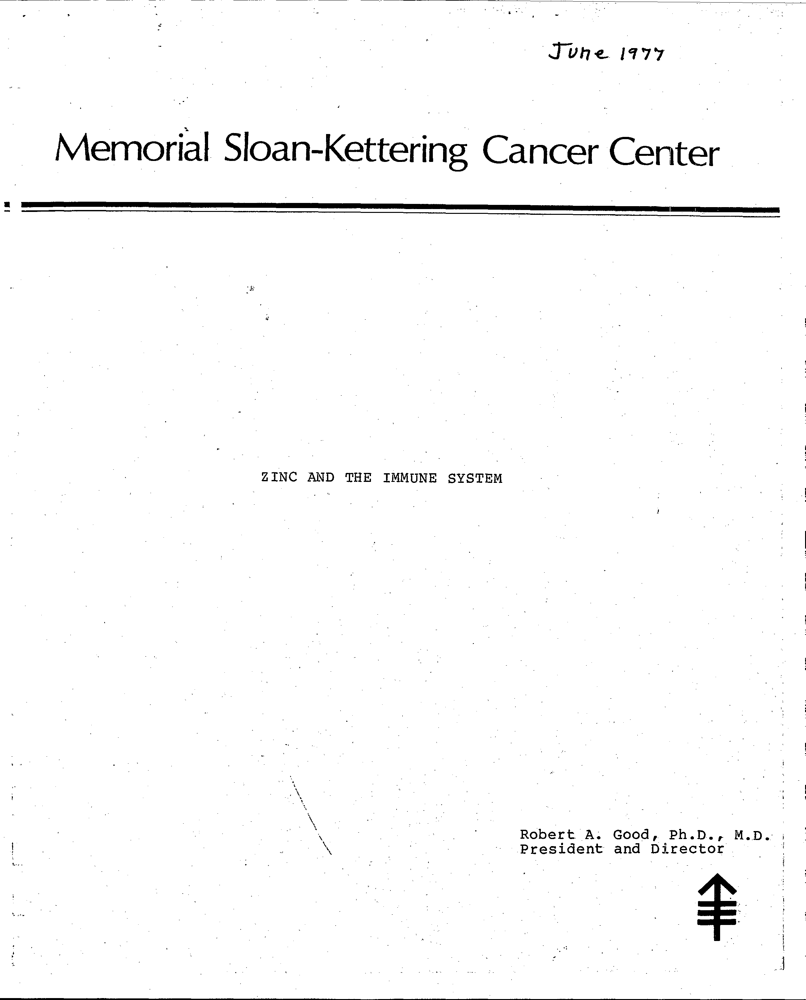 June 1977
Memorial Sloan-Kettering Cancer Center
ZINC AND THE IMMUNE SYSTEM
Robert A. Good, Ph.D., M.D.
President and Director